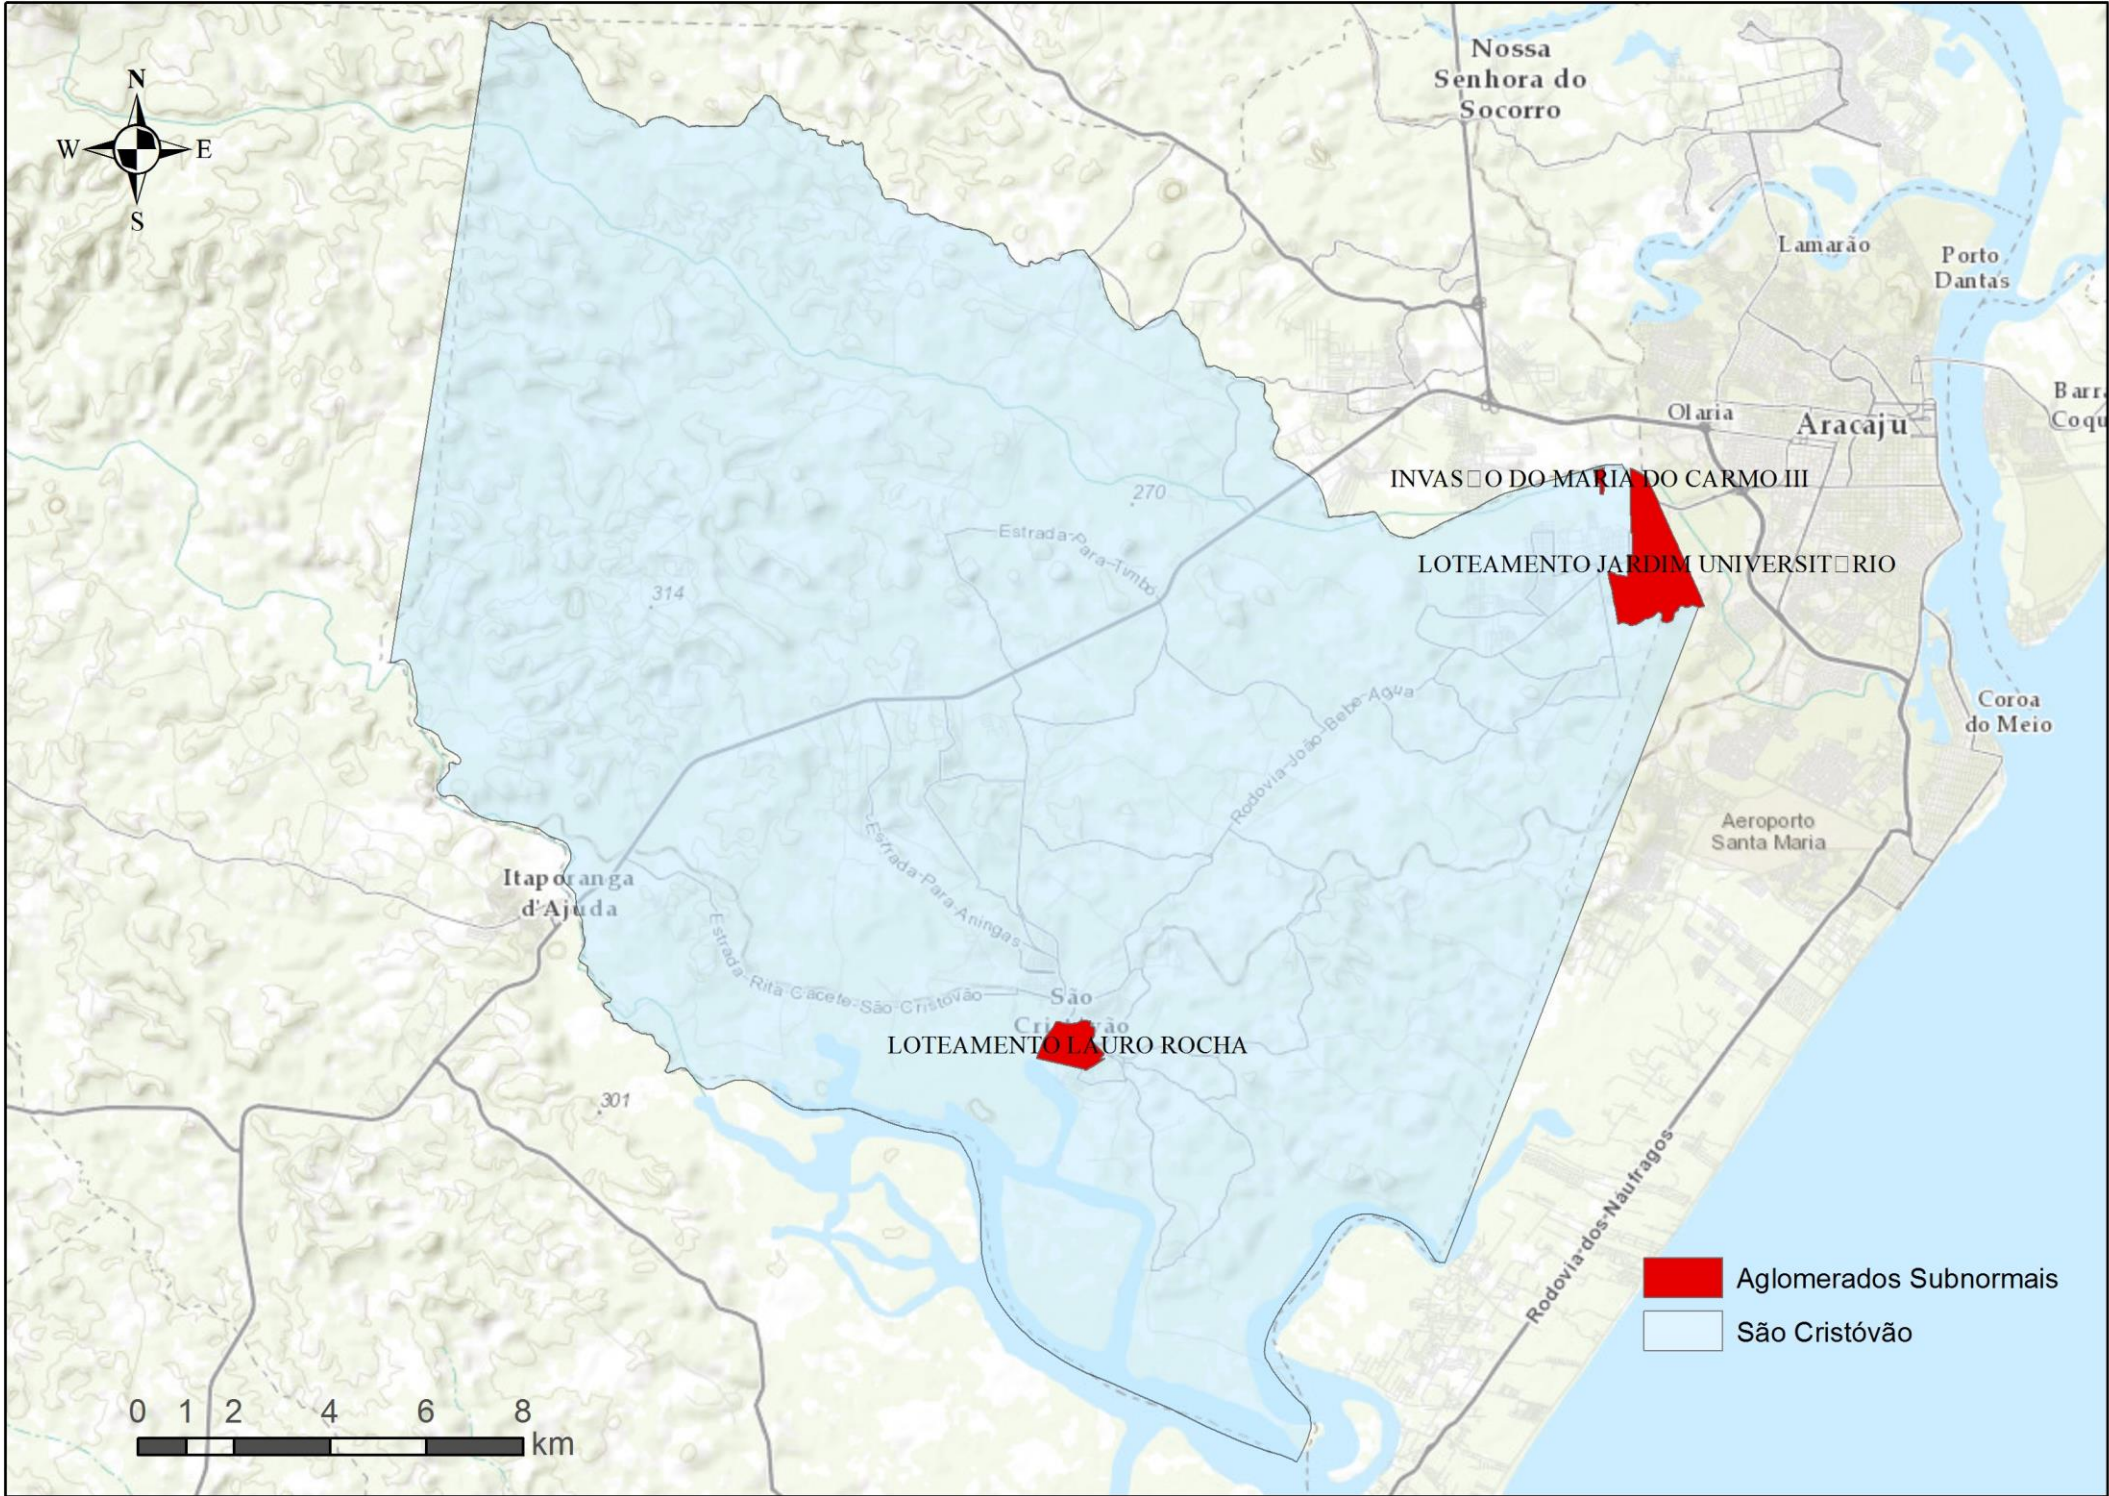 N
W
E
S
Nossa
Senhora do
Socorro
Lamarão
Porto
Dantas
Olaria
Aracaju
Barr
Coqu
INVAS□O DO MARIA DO CARMO III
270
Estrada-Para-Timbó
LOTEAMENTO JARDIM UNIVERSIT□RIO
314
Rodovia-João-Bebe-Agua
Coroa
do Meio
Aeroporto
Santa Maria
Estrada-Para-Aningas
Itaporanga
d'Ajuda
Estrada-Rita-Cacete-São-Cristóvão
São
Cristóvão
LOTEAMENTO LAURO ROCHA
301
Rodovia-dos-Náufragos
Aglomerados Subnormais
São Cristóvão
0 1 2 4 6 8
km